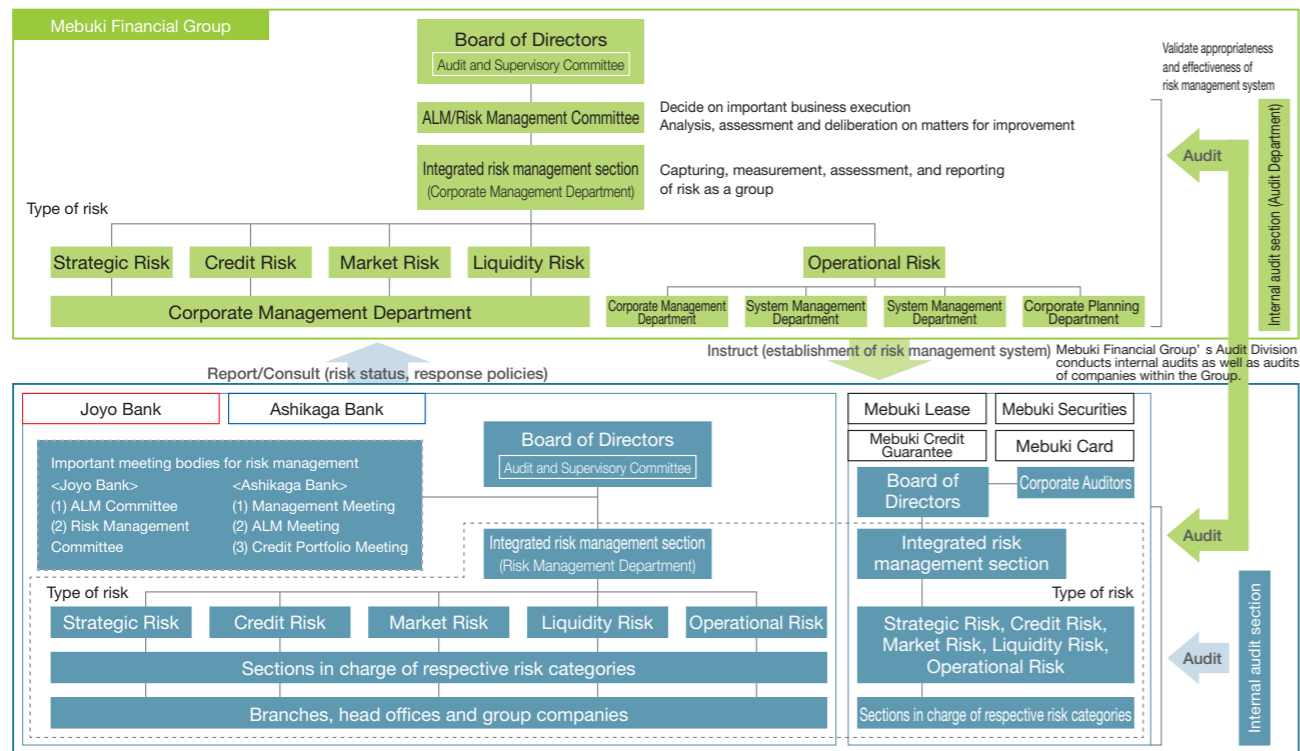 Mebuki Financial Group
Board of Directors
Audit and Supervisory Committee
Validate appropriateness
and effectiveness of
risk management system
ALM/Risk Management Committee
Decide on important business execution
Analysis, assessment and deliberation on matters for improvement
Audit
Internal audit section (Audit Department)
Integrated risk management section
(Corporate Management Department)
Capturing, measurement, assessment, and reporting
of risk as a group
Type of risk
Strategic Risk
Credit Risk
Market Risk
Liquidity Risk
Operational Risk
Corporate Management Department
Corporate Management
Department
System Management
Department
System Management
Department
Corporate Planning
Department
Instruct (establishment of risk management system)
Mebuki Financial Group’ s Audit Division
conducts internal audits as well as audits
of companies within the Group.
Report/Consult (risk status, response policies)
Joyo Bank
Ashikaga Bank
Board of Directors
Audit and Supervisory Committee
Important meeting bodies for risk management
<Joyo Bank>
(1) ALM Committee
(2) Risk Management
Committee
<Ashikaga Bank>
(1) Management Meeting
(2) ALM Meeting
(3) Credit Portfolio Meeting
Integrated risk management section
(Risk Management Department)
Type of risk
Strategic Risk
Credit Risk
Market Risk
Liquidity Risk
Operational Risk
Sections in charge of respective risk categories
Branches, head offices and group companies
Mebuki Lease
Mebuki Securities
Mebuki Credit
Guarantee
Mebuki Card
Board of
Directors
Corporate Auditors
Integrated risk
management section
Type of risk
Strategic Risk, Credit Risk,
Market Risk, Liquidity Risk,
Operational Risk
Sections in charge of respective risk categories
Audit
Audit
Internal audit section